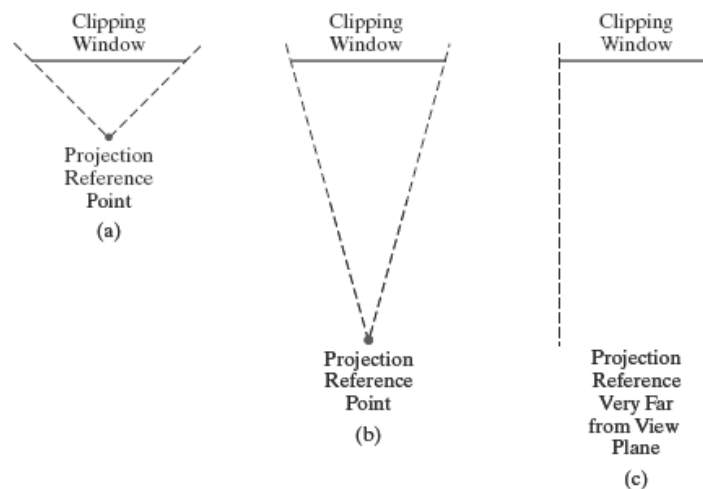 Clipping
Window
Projection
Reference
Point
(a)
Clipping
Window
Projection
Reference
Point
(b)
Clipping
Window
Projection
Reference
Very Far
from View
Plane
(c)